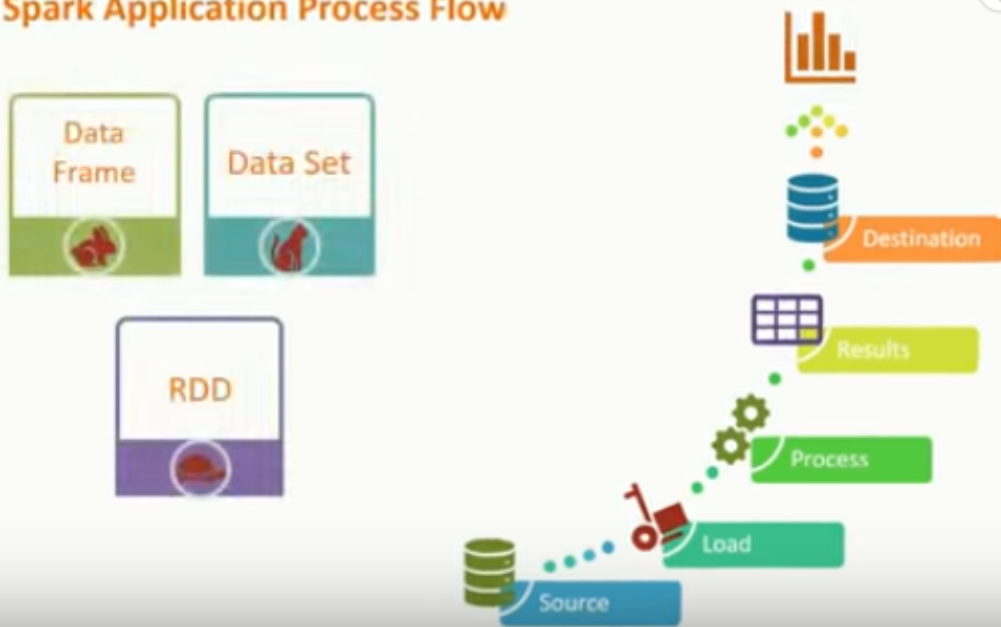 Spark Application Process Flow
Data
Frame
Data Set
RDD
Destination
Results
Process
Load
Source